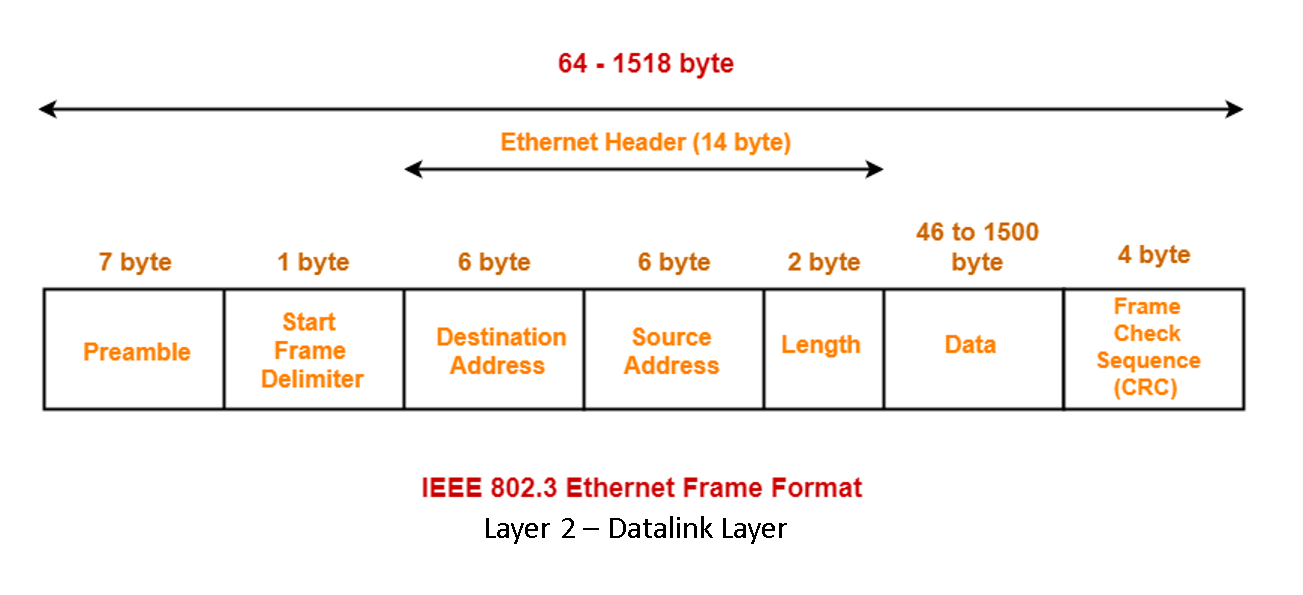 64 - 1518 byte
Ethernet Header (14 byte)
7 byte
1 byte
6 byte
6 byte
2 byte
46 to 1500
byte
4 byte
Preamble
Start
Frame
Delimiter
Destination
Address
Source
Address
Length
Data
Frame
Check
Sequence
(CRC)
IEEE 802.3 Ethernet Frame Format
Layer 2 – Datalink Layer